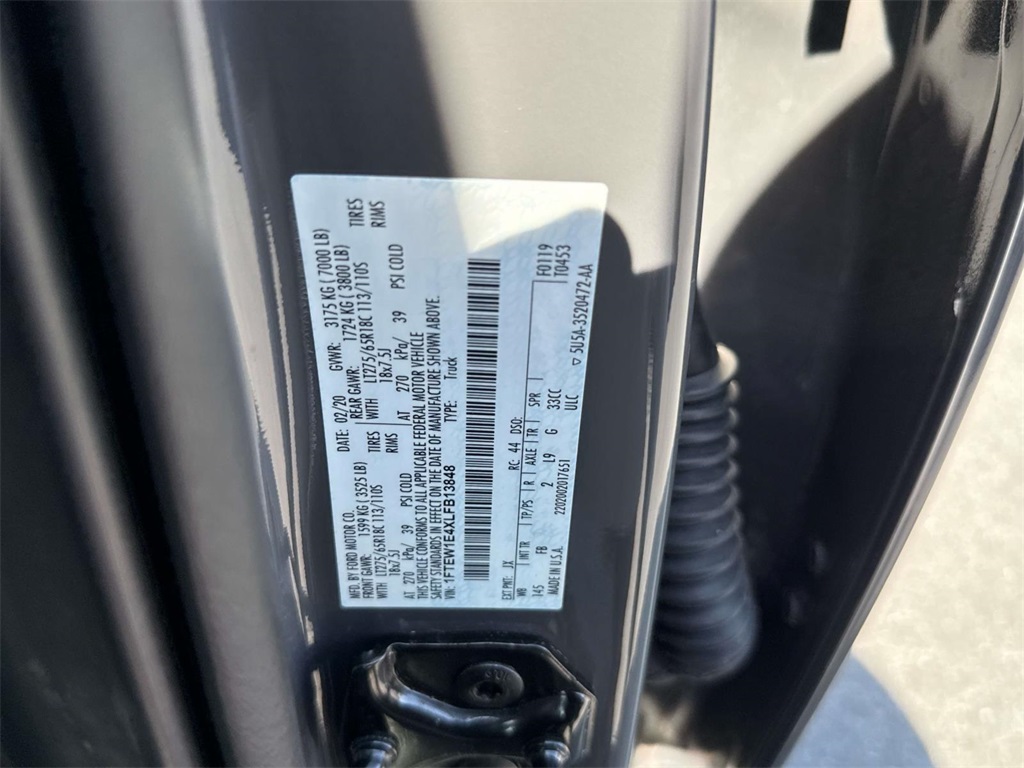 MFD. BY FORD MOTOR CO.
DATE: 02/20 GVWR: 3175 KG ( 7000 LB)
FRONT GAWR: 1599 KG ( 3525 LB) REAR GAWR: 1724 KG ( 3800 LB)
WITH LT275/65R18C 113/110S TIRES WITH LT275/65R18C 113/110S TIRES
18x7.5J RIMS 18x7.5J RIMS
AT 270 kPa/ 39 PSI COLD AT 270 kPa/ 39 PSI COLD
THIS VEHICLE CONFORMS TO ALL APPLICABLE FEDERAL MOTOR VEHICLE
SAFETY STANDARDS IN EFFECT ON THE DATE OF MANUFACTURE SHOWN ABOVE.
VIN: 1FTEW1E4XLFB13848 TYPE: Truck
EXT PNT: JX RC: 44 DSO: F0119
T0453
WB INT TR TP/PS R AXLE TR SPR
145 FB 2 L9 G 33CC
ULC
MADE IN U.S.A. 2202002017651 ▽ 5U5A-3520472-AA